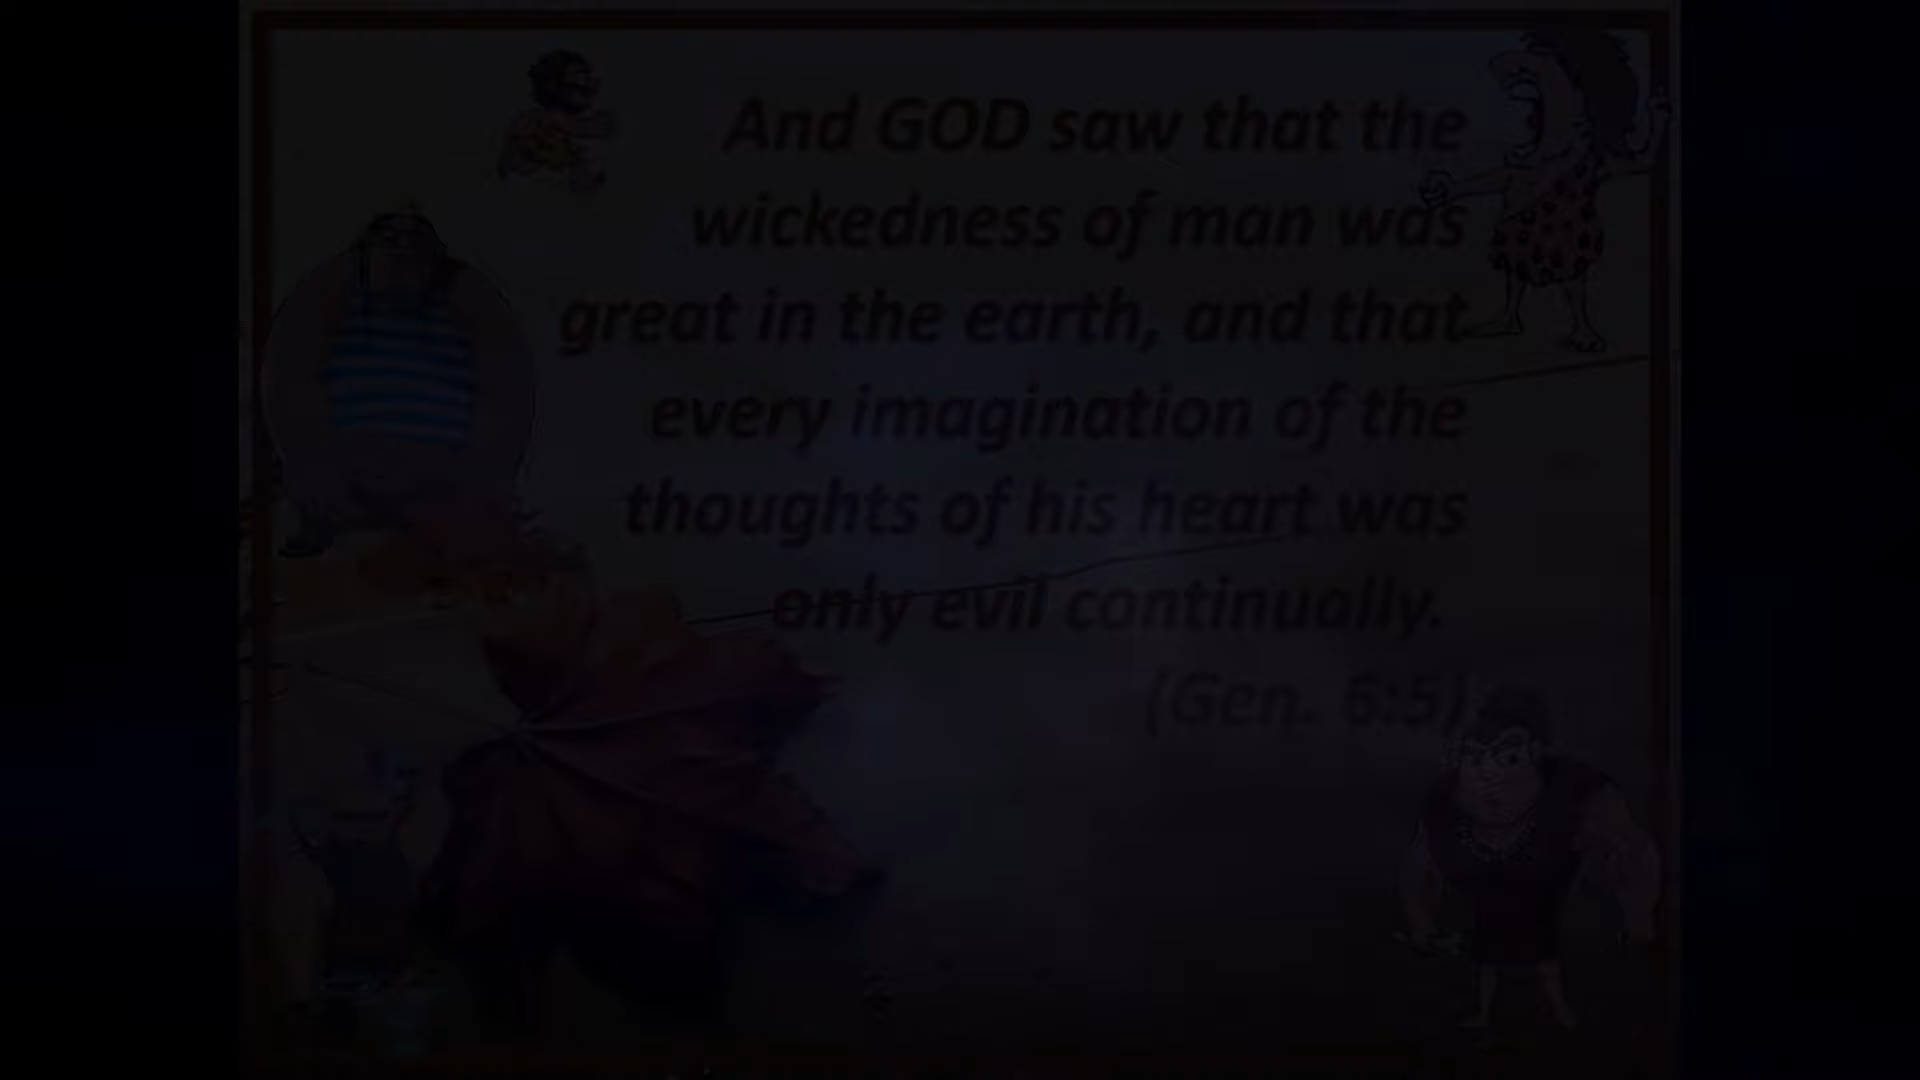 And GOD saw that the
wickedness of man was
great in the earth, and that
every imagination of the
thoughts of his heart was
only evil continually.
(Gen. 6:5)